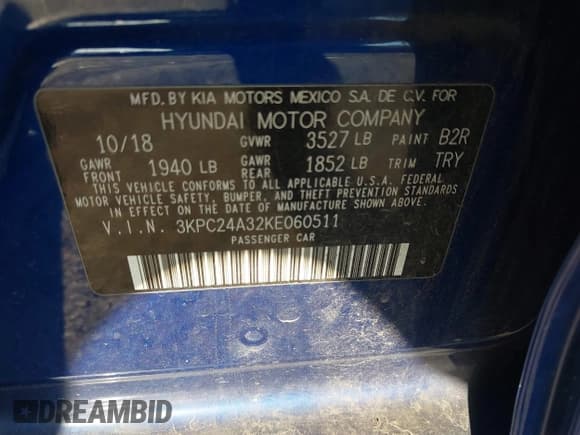 MFD. BY KIA MOTORS MEXICO S.A. DE C.V. FOR
HYUNDAI MOTOR COMPANY
10/18 GVWR 3527 LB PAINT B2R
GAWR FRONT 1940 LB GAWR REAR 1852 LB TRIM TRY
THIS VEHICLE CONFORMS TO ALL APPLICABLE U.S.A. FEDERAL
MOTOR VEHICLE SAFETY, BUMPER, AND THEFT PREVENTION STANDARDS
IN EFFECT ON THE DATE OF MANUFACTURE SHOWN ABOVE.
V.I.N. 3KPC24A32KE060511
PASSENGER CAR
DREAMBID